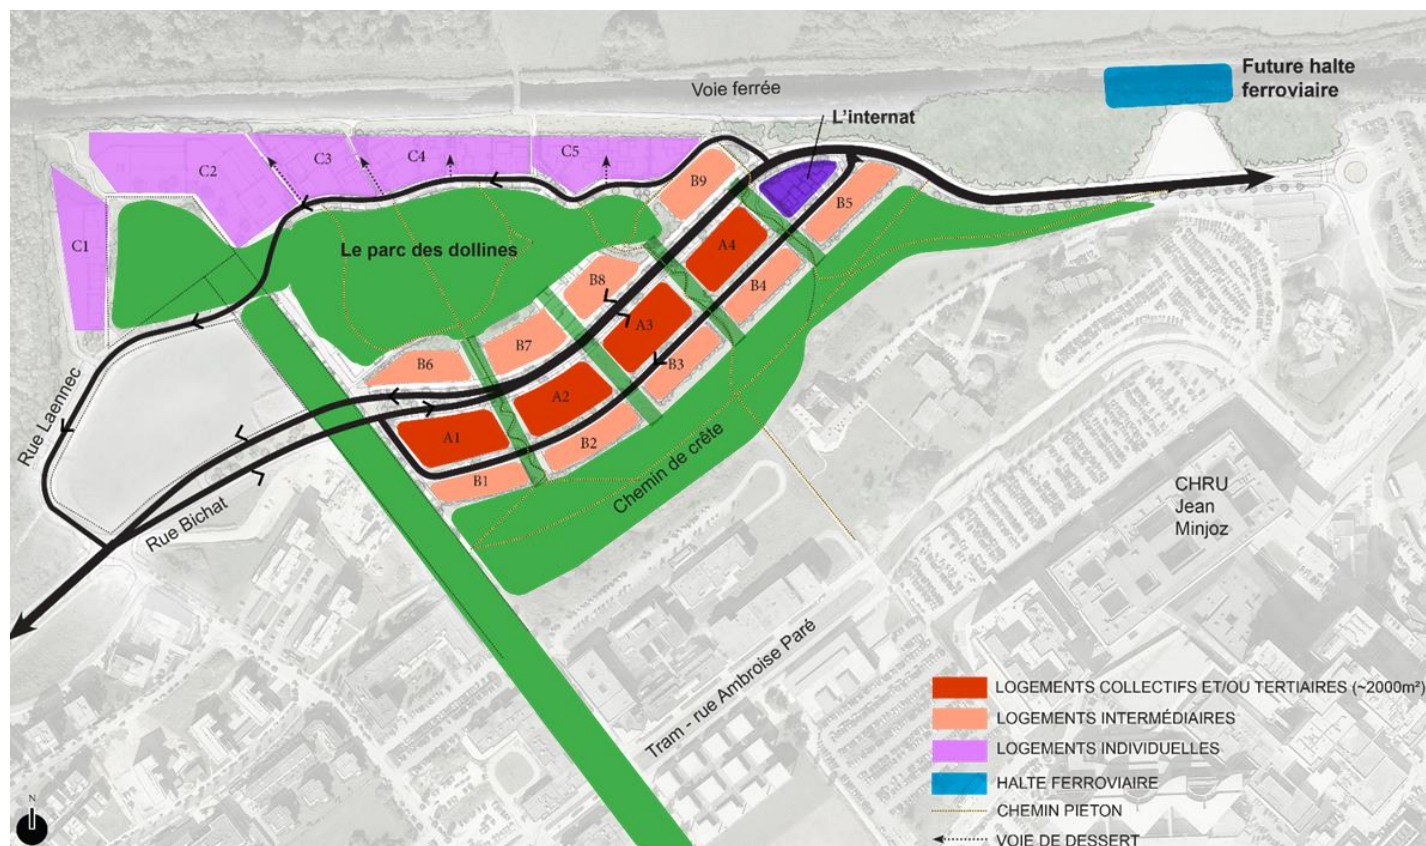 Voie ferrée
Future halte
ferroviaire
L'internat
C1
C2
C3
C4
C5
B9
B5
A4
B4
B8
A3
B3
B7
A2
B2
B6
A1
B1
Le parc des dollines
Rue Laennec
Rue Bichat
Chemin de crête
Tram - rue Ambroise Paré
CHRU
Jean
Minjoz
LOGEMENTS COLLECTIFS ET/OU TERTIAIRES (~2000m²)
LOGEMENTS INTERMÉDIAIRES
LOGEMENTS INDIVIDUELLES
HALTE FERROVIAIRE
CHEMIN PIETON
VOIE DE DESSERT
N